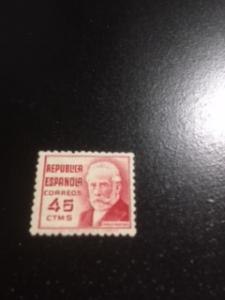 REPUBLICA
ESPAÑOLA
CORREOS
45
CTMS